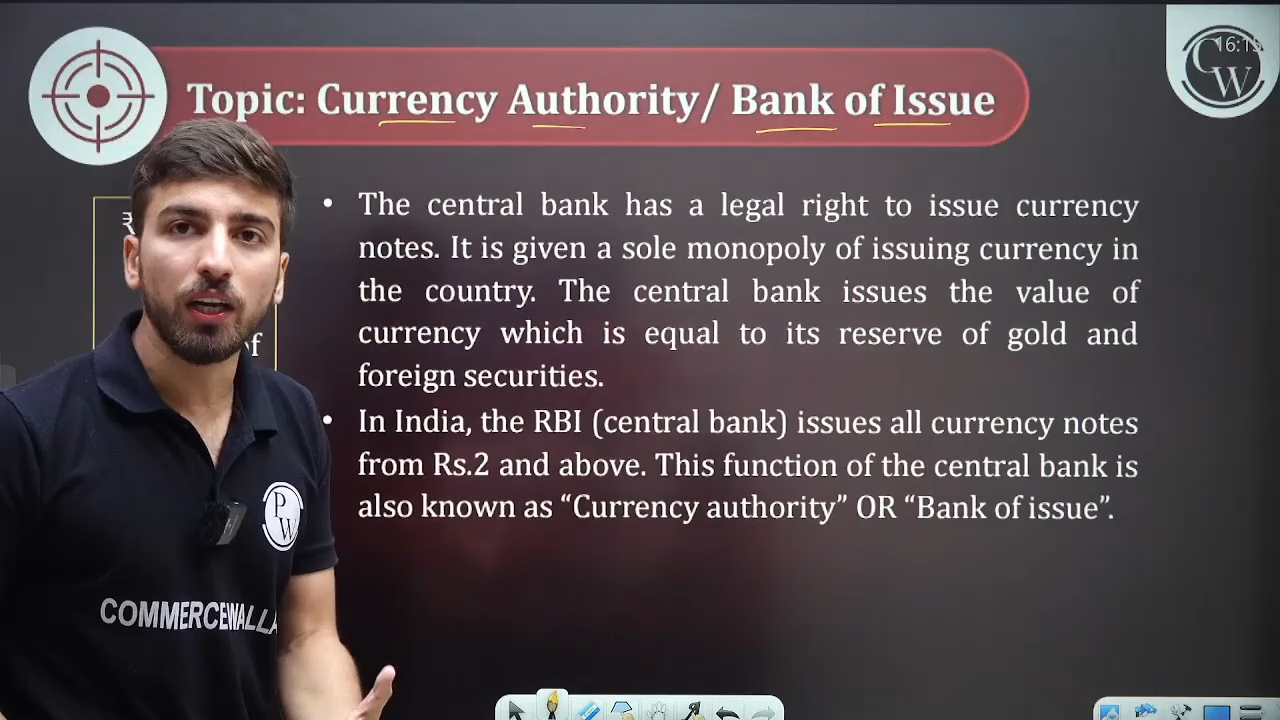 Topic: Currency Authority/ Bank of Issue
16:15
CW
₹
of
• The central bank has a legal right to issue currency
notes. It is given a sole monopoly of issuing currency in
the country. The central bank issues the value of
currency which is equal to its reserve of gold and
foreign securities.
• In India, the RBI (central bank) issues all currency notes
from Rs.2 and above. This function of the central bank is
also known as “Currency authority” OR “Bank of issue”.
PW
COMMERCEWALLA